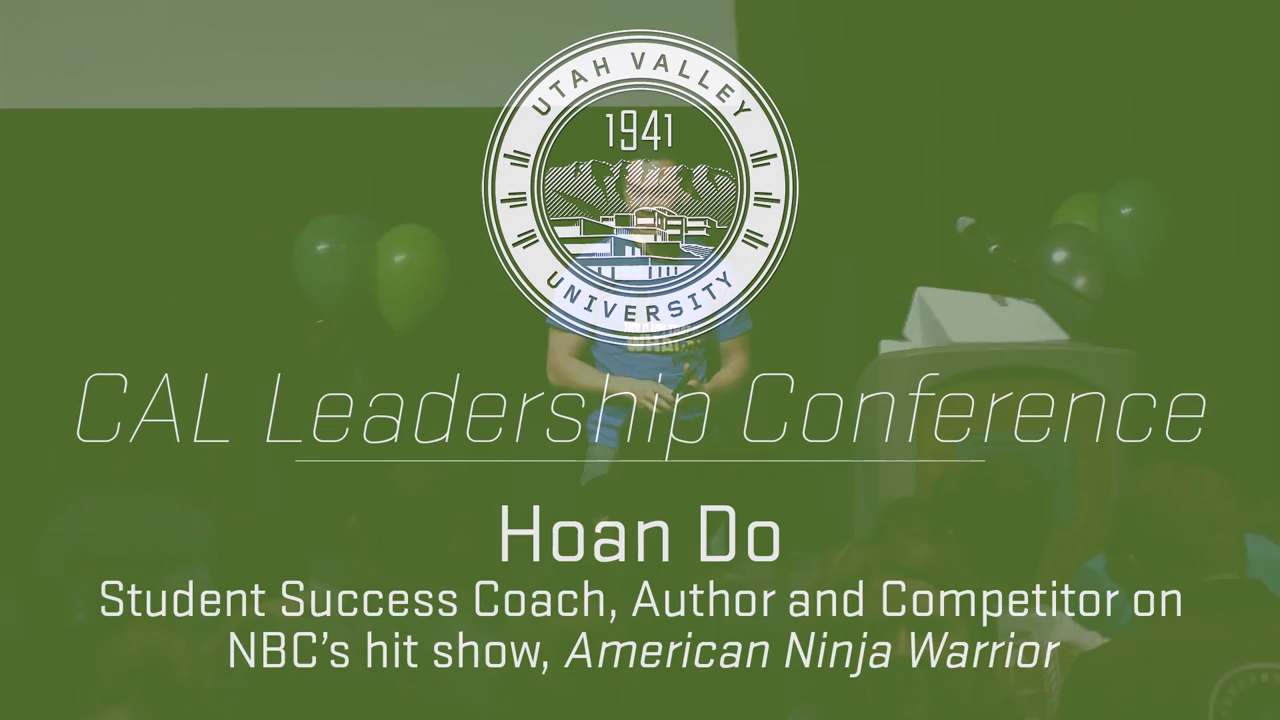 UTAH VALLEY
1941
UNIVERSITY
CAL Leadership Conference
Hoan Do
Student Success Coach, Author and Competitor on
NBC's hit show, American Ninja Warrior